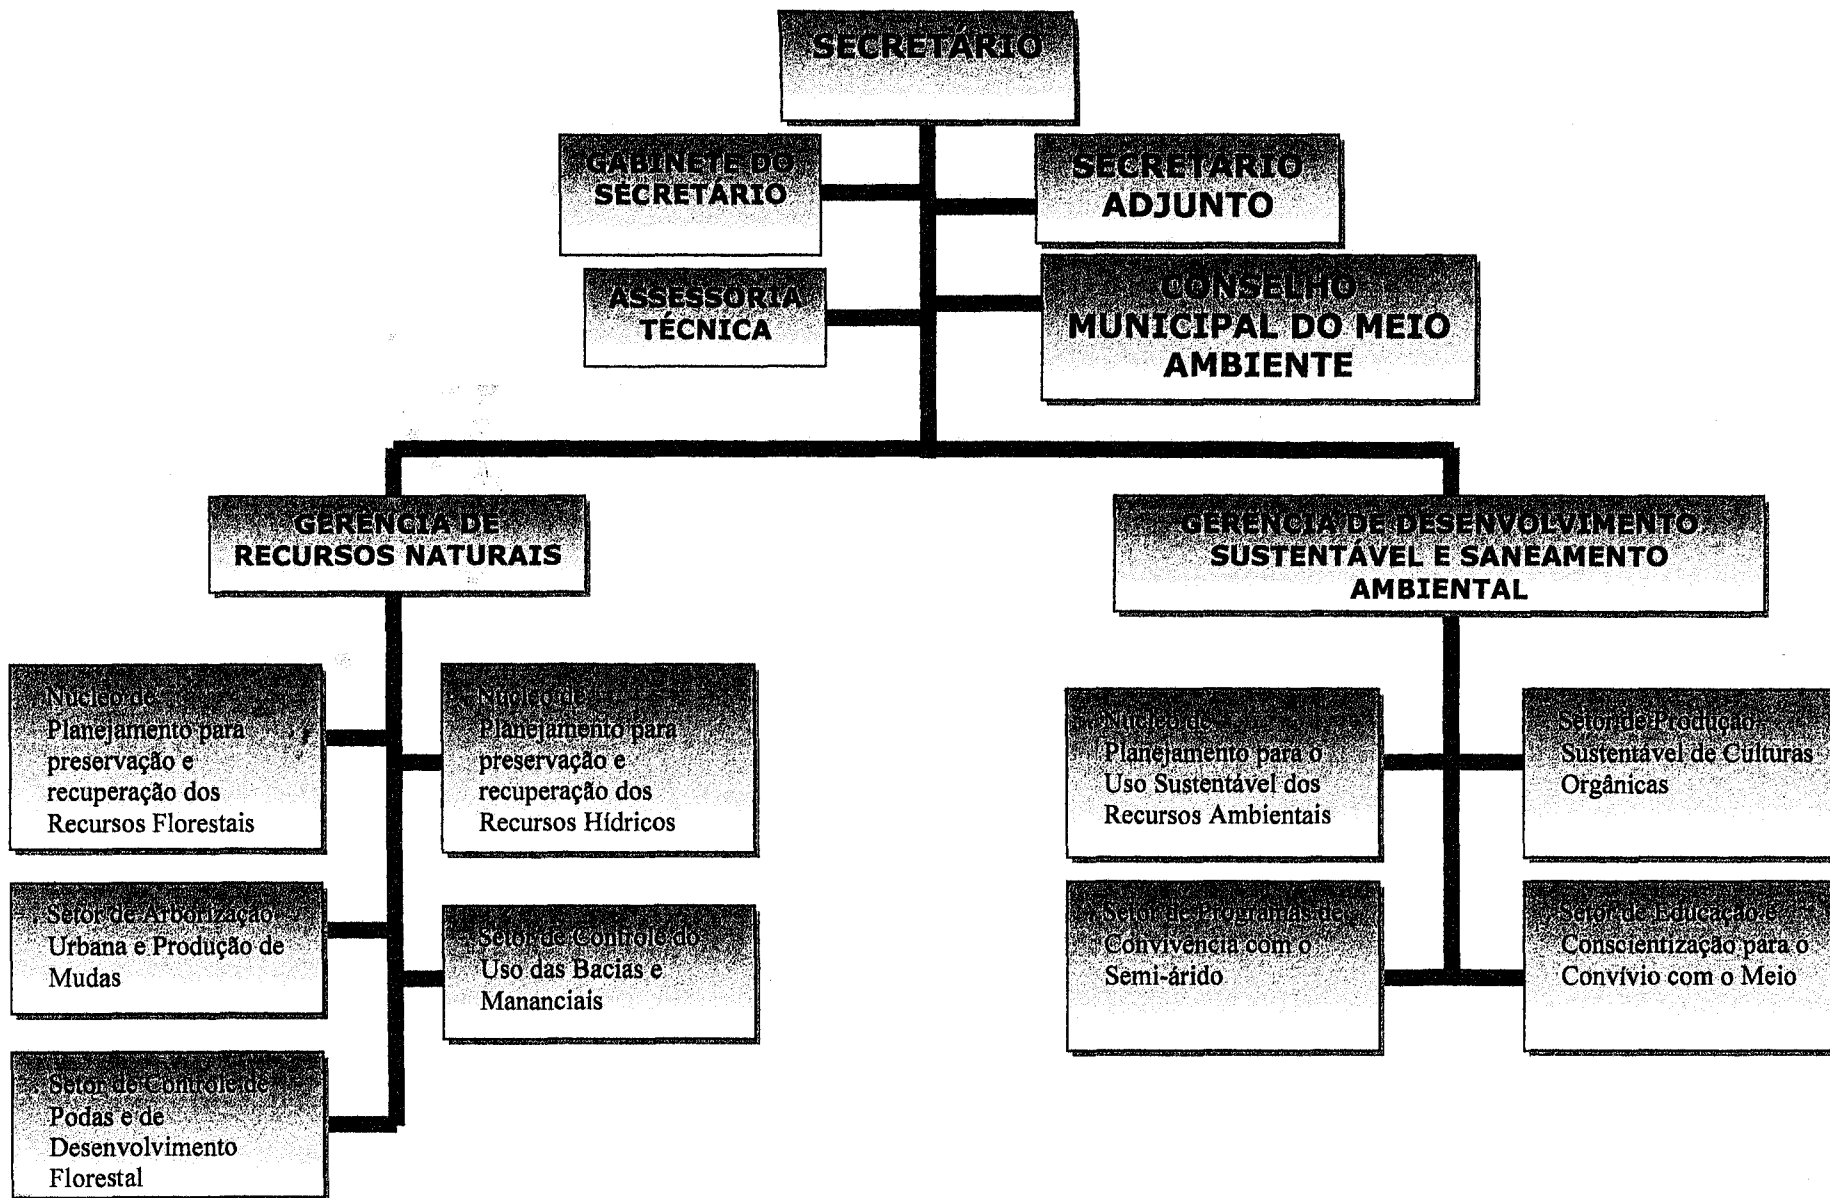 SECRETÁRIO
GABINETE DO
SECRETÁRIO
SECRETARIO
ADJUNTO
ASSESSORIA
TÉCNICA
CONSELHO
MUNICIPAL DO MEIO
AMBIENTE
GERÊNCIA DE
RECURSOS NATURAIS
GERENCIA DE DESENVOLVIMENTO
SUSTENTÁVEL E SANEAMENTO
AMBIENTAL
Núcleo de
Planejamento para
preservação e
recuperação dos
Recursos Florestais
Núcleo de
Planejamento para
preservação e
recuperação dos
Recursos Hídricos
Núcleo de
Planejamento para o
Uso Sustentável dos
Recursos Ambientais
Setor de Produção
Sustentável de Culturas
Orgânicas
Setor de Arborização
Urbana e Produção de
Mudas
Setor de Controle do
Uso das Bacias e
Mananciais
Setor de Programas de
Convivência com o
Semi-árido
Setor de Educação e
Conscientização para o
Convívio com o Meio
Setor de Controle de
Podas e de
Desenvolvimento
Florestal